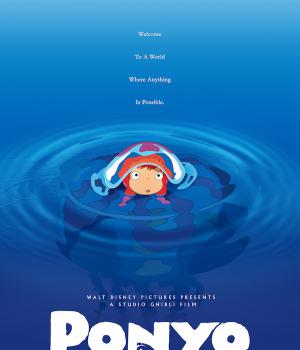 Welcome
To A World
Where Anything
Is Possible.
WALT DISNEY PICTURES PRESENTS
A STUDIO GHIBLI FILM
PONYO